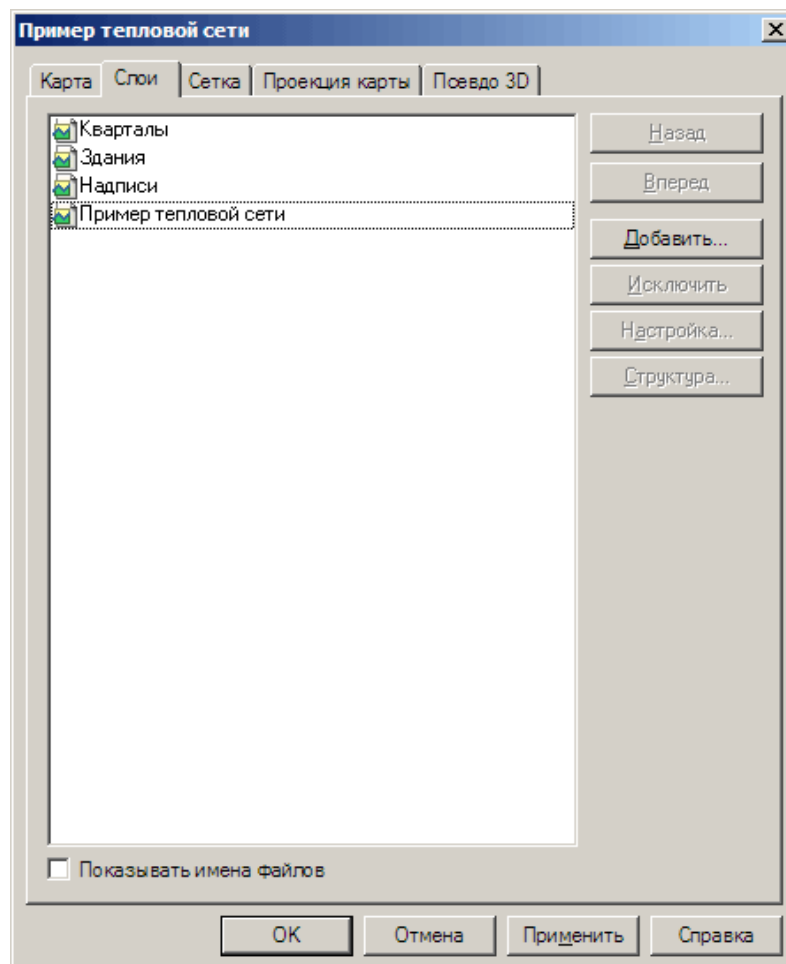 Пример тепловой сети
Карта Слои Сетка Проекция карты Псевдо 3D
Кварталы
Здания
Надписи
Пример тепловой сети
Назад
Вперед
Добавить...
Исключить
Настройка...
Структура...
Показывать имена файлов
OK Отмена Применить Справка